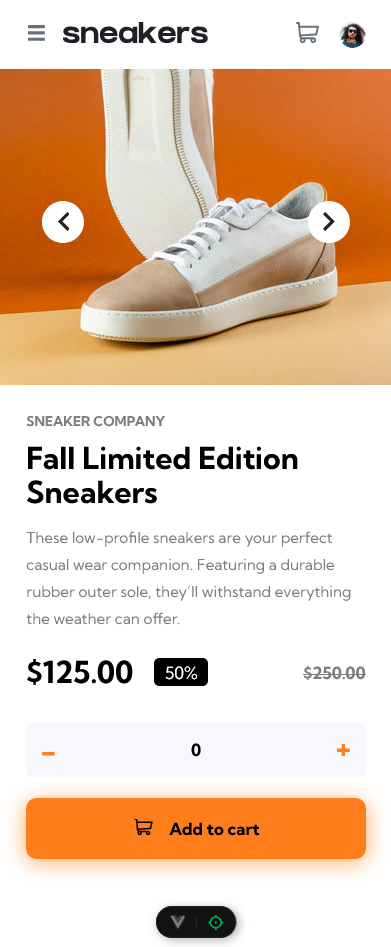 sneakers
SNEAKER COMPANY
Fall Limited Edition
Sneakers
These low-profile sneakers are your perfect
casual wear companion. Featuring a durable
rubber outer sole, they’ll withstand everything
the weather can offer.
$125.00 50% $250.00
– 0 +
Add to cart